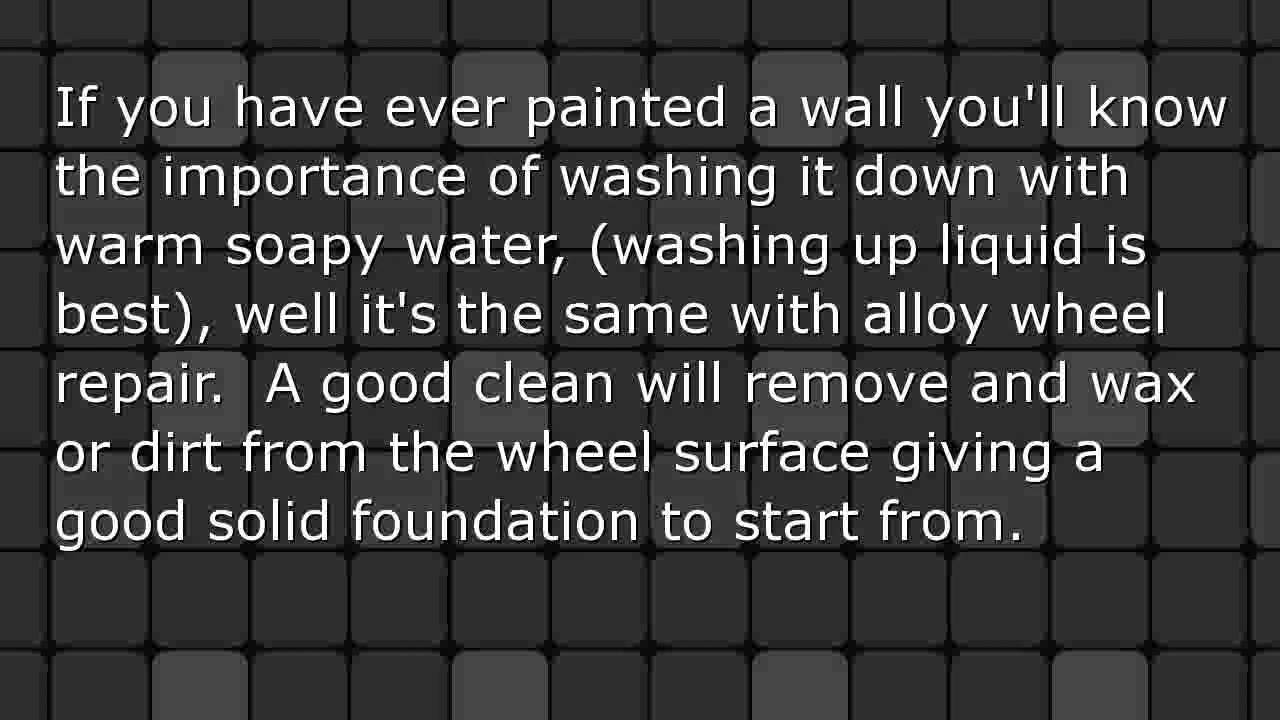 If you have ever painted a wall you'll know
the importance of washing it down with
warm soapy water, (washing up liquid is
best), well it's the same with alloy wheel
repair.  A good clean will remove and wax
or dirt from the wheel surface giving a
good solid foundation to start from.